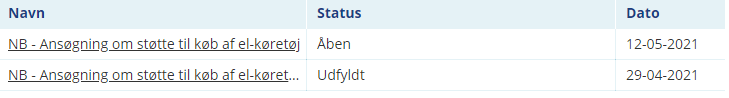 Navn Status Dato
NB - Ansøgning om støtte til køb af el-køretøj Åben 12-05-2021
NB - Ansøgning om støtte til køb af el-køret... Udfyldt 29-04-2021